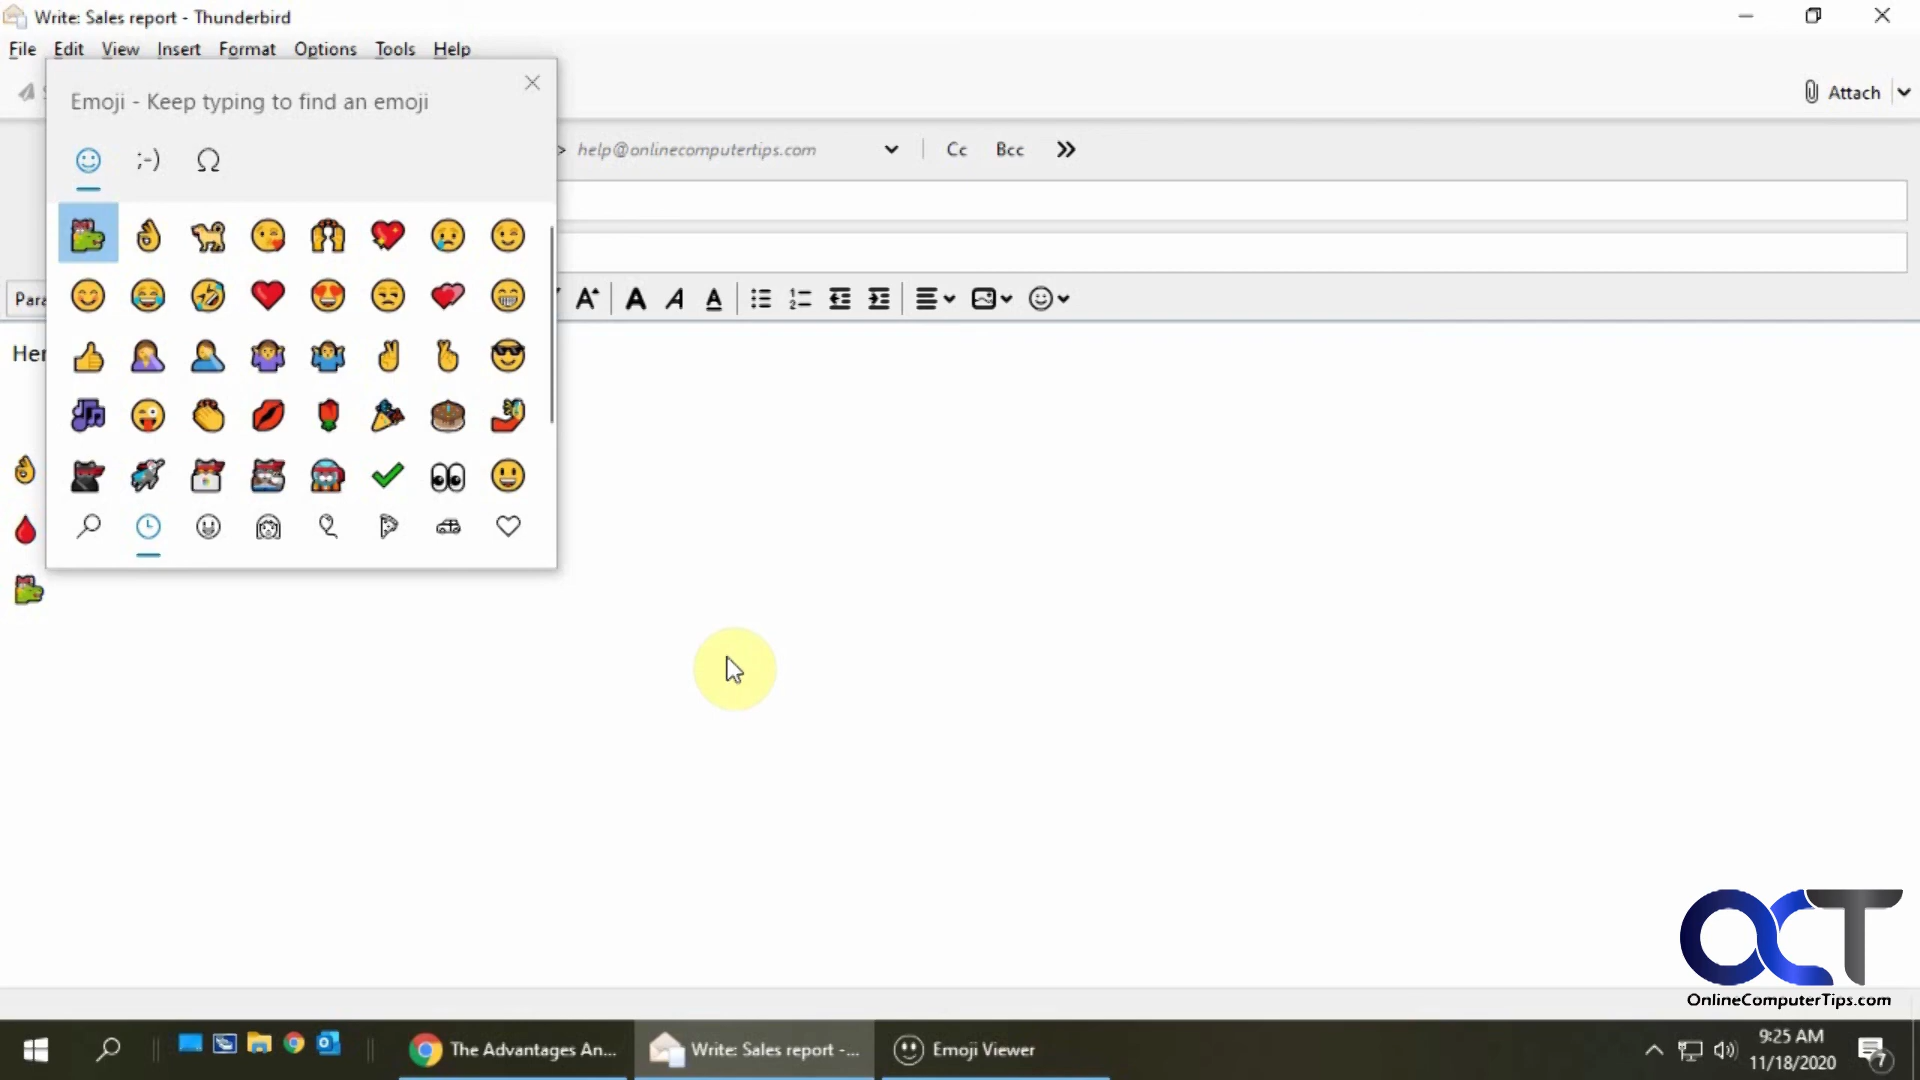 Write: Sales report - Thunderbird
File Edit View Insert Format Options Tools Help
Emoji - Keep typing to find an emoji
Attach
;-) Ω
> help@onlinecomputertips.com Cc Bcc
Para
Her
OCT
OnlineComputerTips.com
The Advantages An... Write: Sales report -... Emoji Viewer
9:25 AM
11/18/2020
7